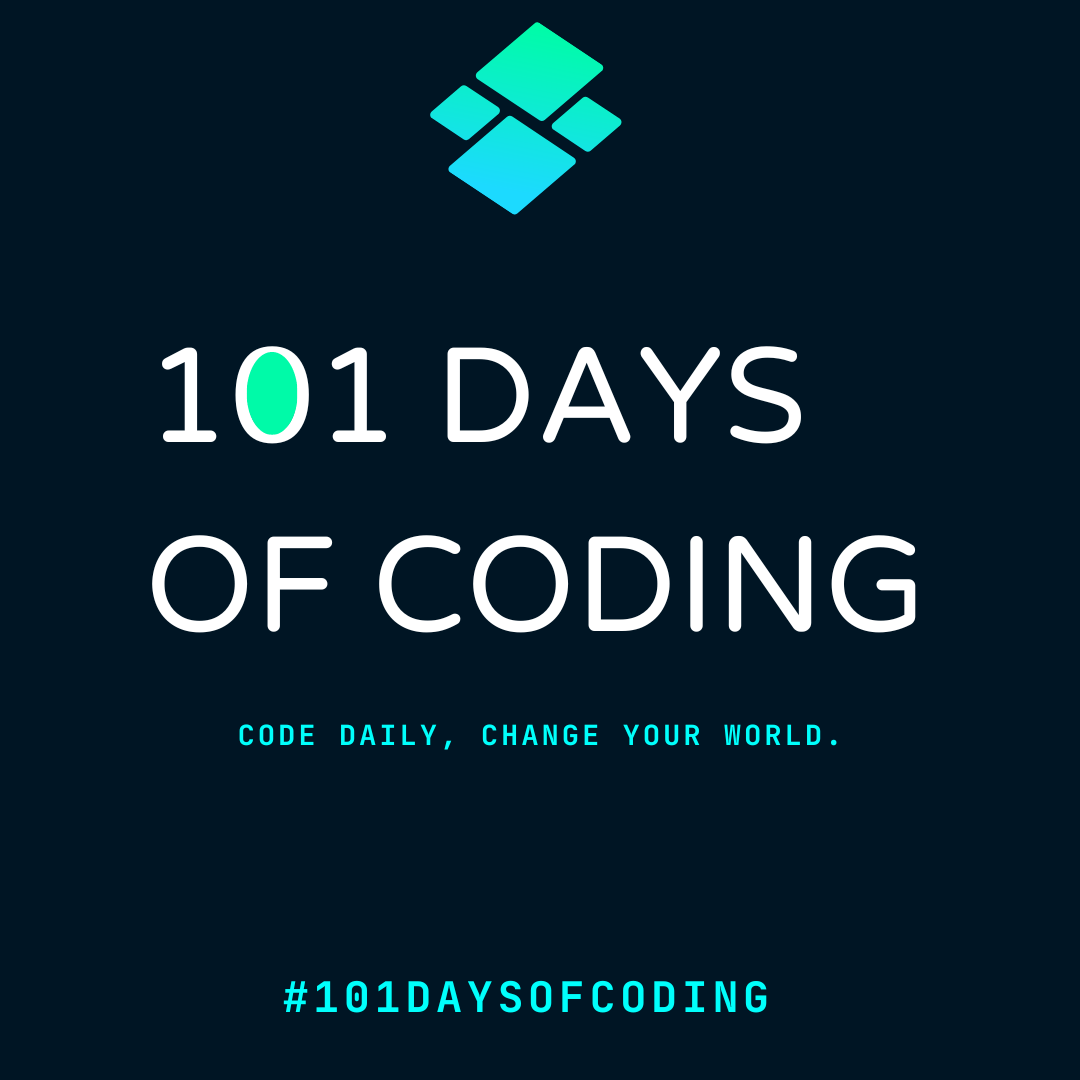 101 DAYS
OF CODING
CODE DAILY, CHANGE YOUR WORLD.
#101DAYSOFCODING